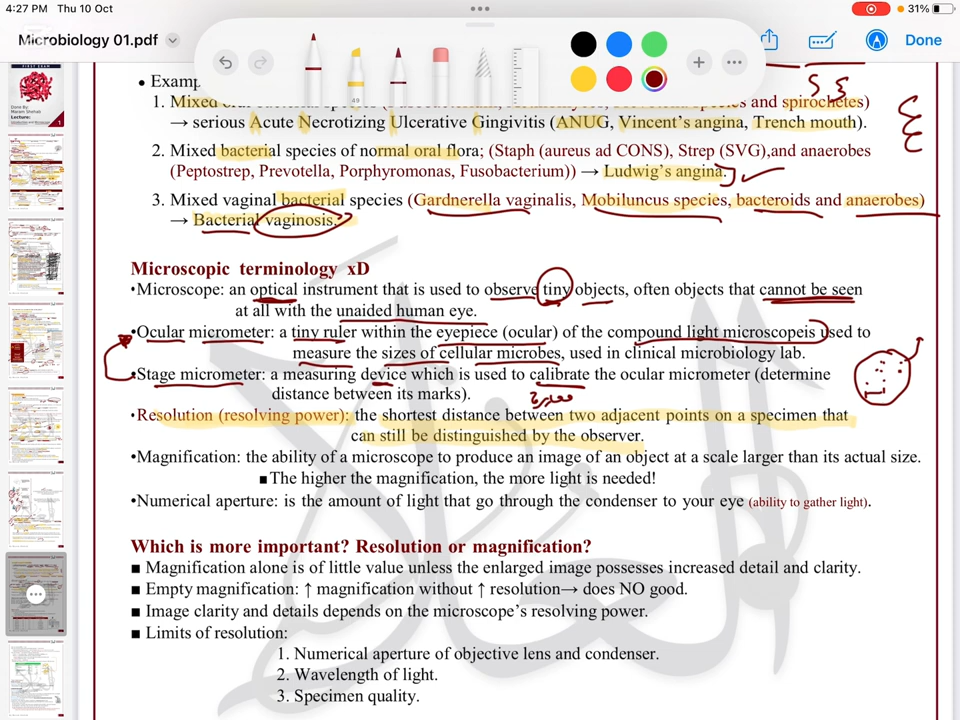 4:27 PM Thu 10 Oct
31%
Microbiology 01.pdf
Done
• Examp
1. Mixed and spirochetes)
→ serious Acute Necrotizing Ulcerative Gingivitis (ANUG, Vincent's angina, Trench mouth).
2. Mixed bacterial species of normal oral flora; (Staph (aureus ad CONS), Strep (SVG),and anaerobes
(Peptostrep, Prevotella, Porphyromonas, Fusobacterium)) → Ludwig's angina.
3. Mixed vaginal bacterial species (Gardnerella vaginalis, Mobiluncus species, bacteroids and anaerobes)
→ Bacterial vaginosis.
Microscopic terminology xD
•Microscope: an optical instrument that is used to observe tiny objects, often objects that cannot be seen
at all with the unaided human eye.
•Ocular micrometer: a tiny ruler within the eyepiece (ocular) of the compound light microscopeis used to
measure the sizes of cellular microbes, used in clinical microbiology lab.
•Stage micrometer: a measuring device which is used to calibrate the ocular micrometer (determine
distance between its marks).
•Resolution (resolving power): the shortest distance between two adjacent points on a specimen that
can still be distinguished by the observer.
•Magnification: the ability of a microscope to produce an image of an object at a scale larger than its actual size.
■The higher the magnification, the more light is needed!
•Numerical aperture: is the amount of light that go through the condenser to your eye (ability to gather light).
Which is more important? Resolution or magnification?
■ Magnification alone is of little value unless the enlarged image possesses increased detail and clarity.
■ Empty magnification: ↑ magnification without ↑ resolution→ does NO good.
■ Image clarity and details depends on the microscope's resolving power.
■ Limits of resolution:
1. Numerical aperture of objective lens and condenser.
2. Wavelength of light.
3. Specimen quality.